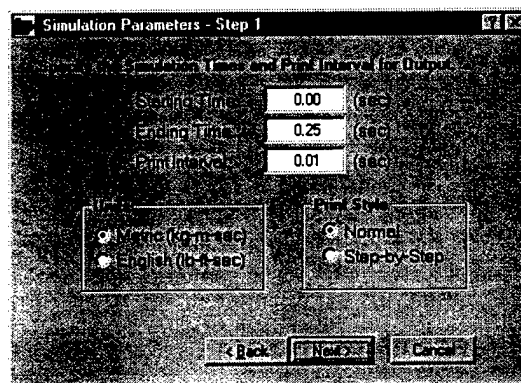 Simulation Parameters - Step 1
Simulation Times and Print Interval for Output
Starting Time: 0.00 (sec)
Ending Time: 0.25 (sec)
Print Interval: 0.01 (sec)
Units
Metric (kg-m-sec)
English (lb-ft-sec)
Print Style
Normal
Step-by-Step
< Back
Next >
Cancel